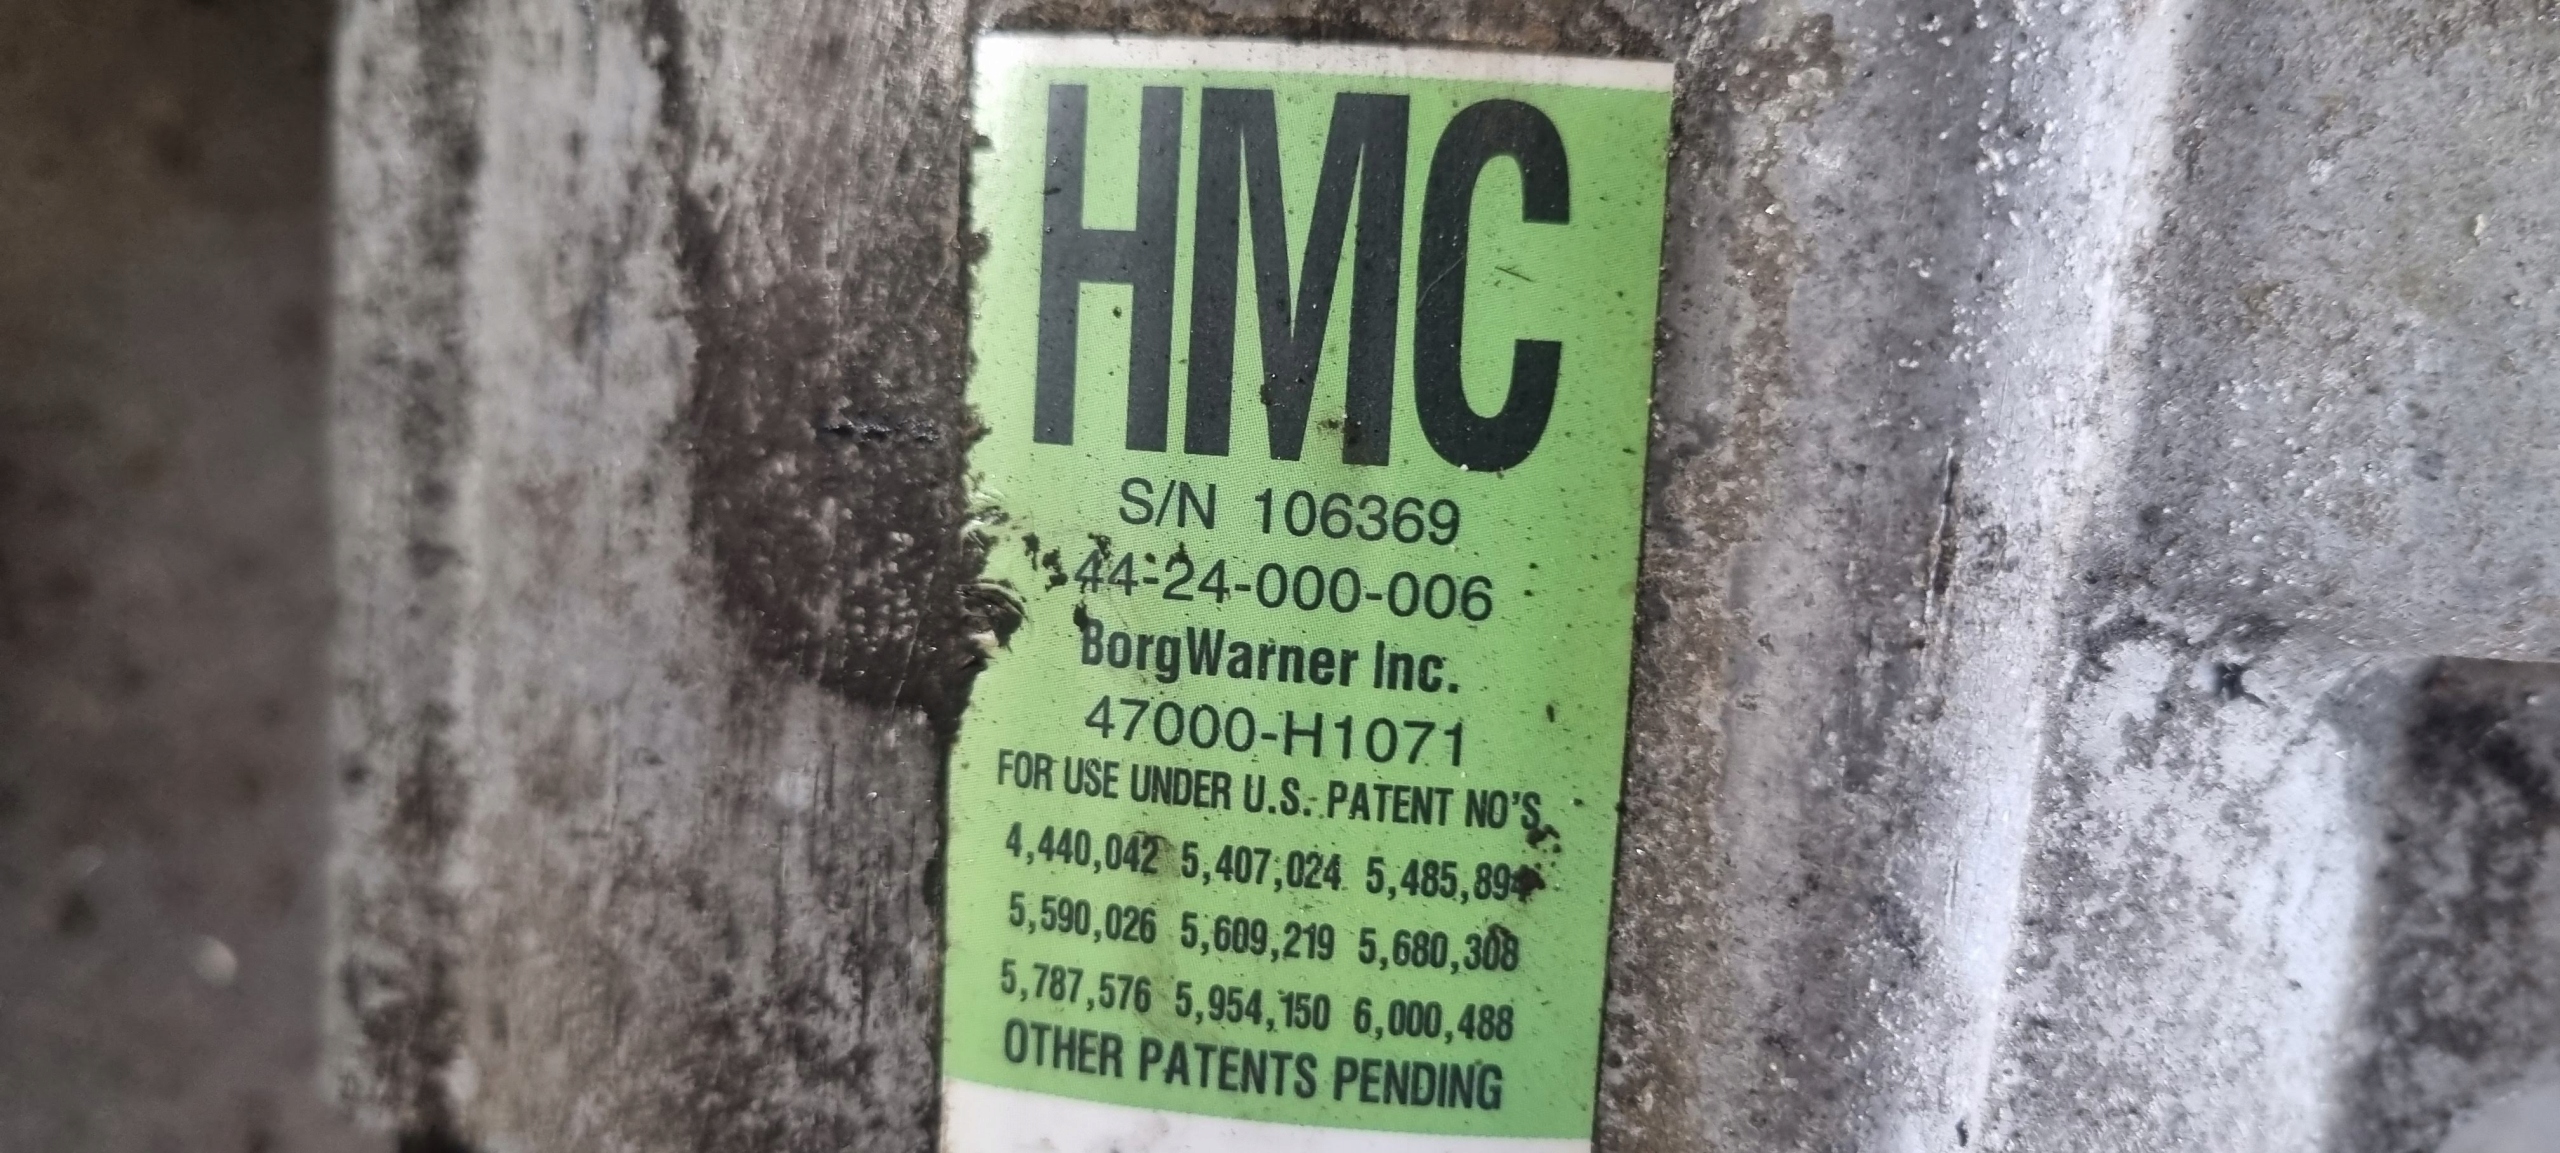 HMC
S/N 106369
44-24-000-006
BorgWarner Inc.
47000-H1071
FOR USE UNDER U.S. PATENT NO'S.
4,440,042 5,407,024 5,485,894
5,590,026 5,609,219 5,680,308
5,787,576 5,954,150 6,000,488
OTHER PATENTS PENDING